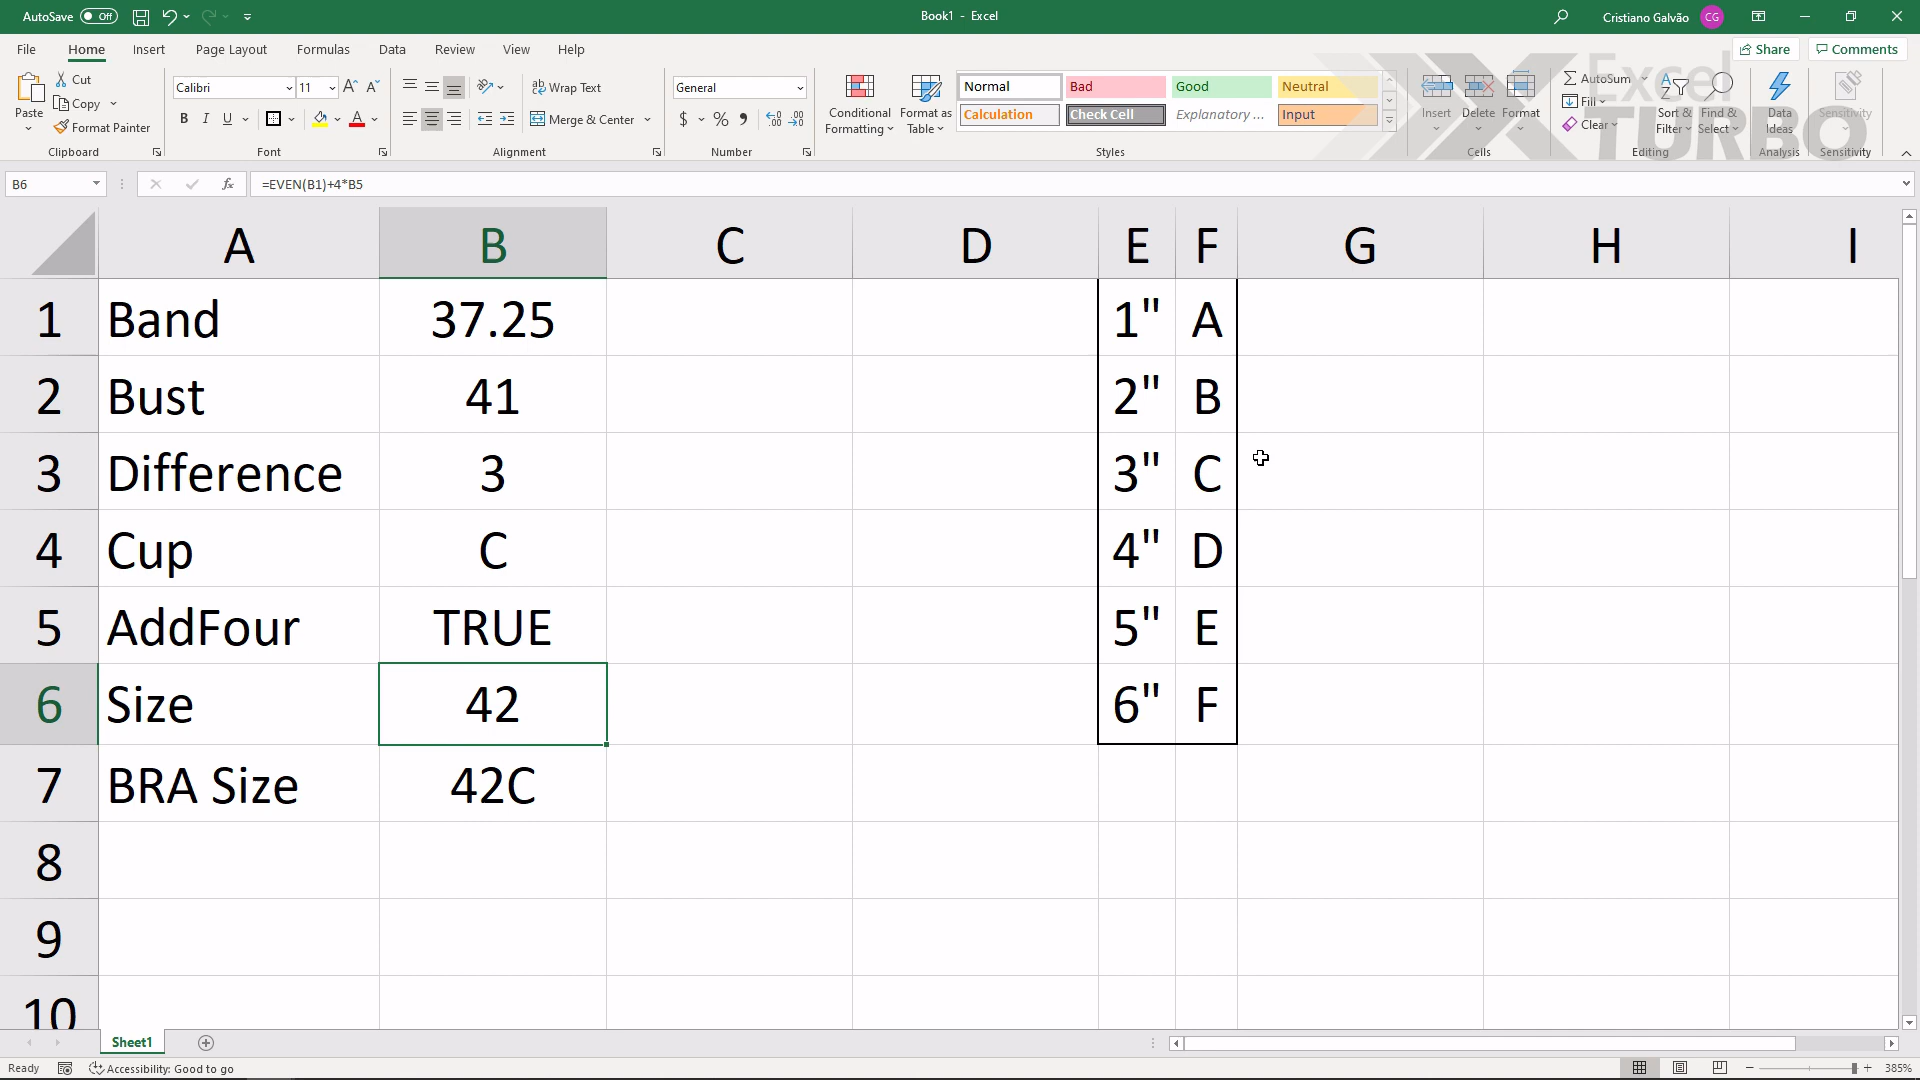 AutoSave Off
Book1 - Excel
Cristiano Galvão CG
File Home Insert Page Layout Formulas Data Review View Help
Share Comments
Paste
Cut
Copy
Format Painter
Clipboard
Calibri 11
B I U
Font
Wrap Text
Merge & Center
Alignment
General
$ %
Number
Conditional Formatting
Format as Table
Normal Bad Good Neutral
Calculation Check Cell Explanatory ... Input
Styles
Insert Delete Format
Cells
AutoSum
Fill
Clear
Sort & Filter
Find & Select
Editing
Data Ideas
Analysis
Sensitivity
Sensitivity
Excel
TURBO
B6 fx =EVEN(B1)+4*B5
A B C D E F G H I
1 Band 37.25 1" A
2 Bust 41 2" B
3 Difference 3 3" C
4 Cup C 4" D
5 AddFour TRUE 5" E
6 Size 42 6" F
7 BRA Size 42C
8
9
10
Sheet1
Ready Accessibility: Good to go 385%